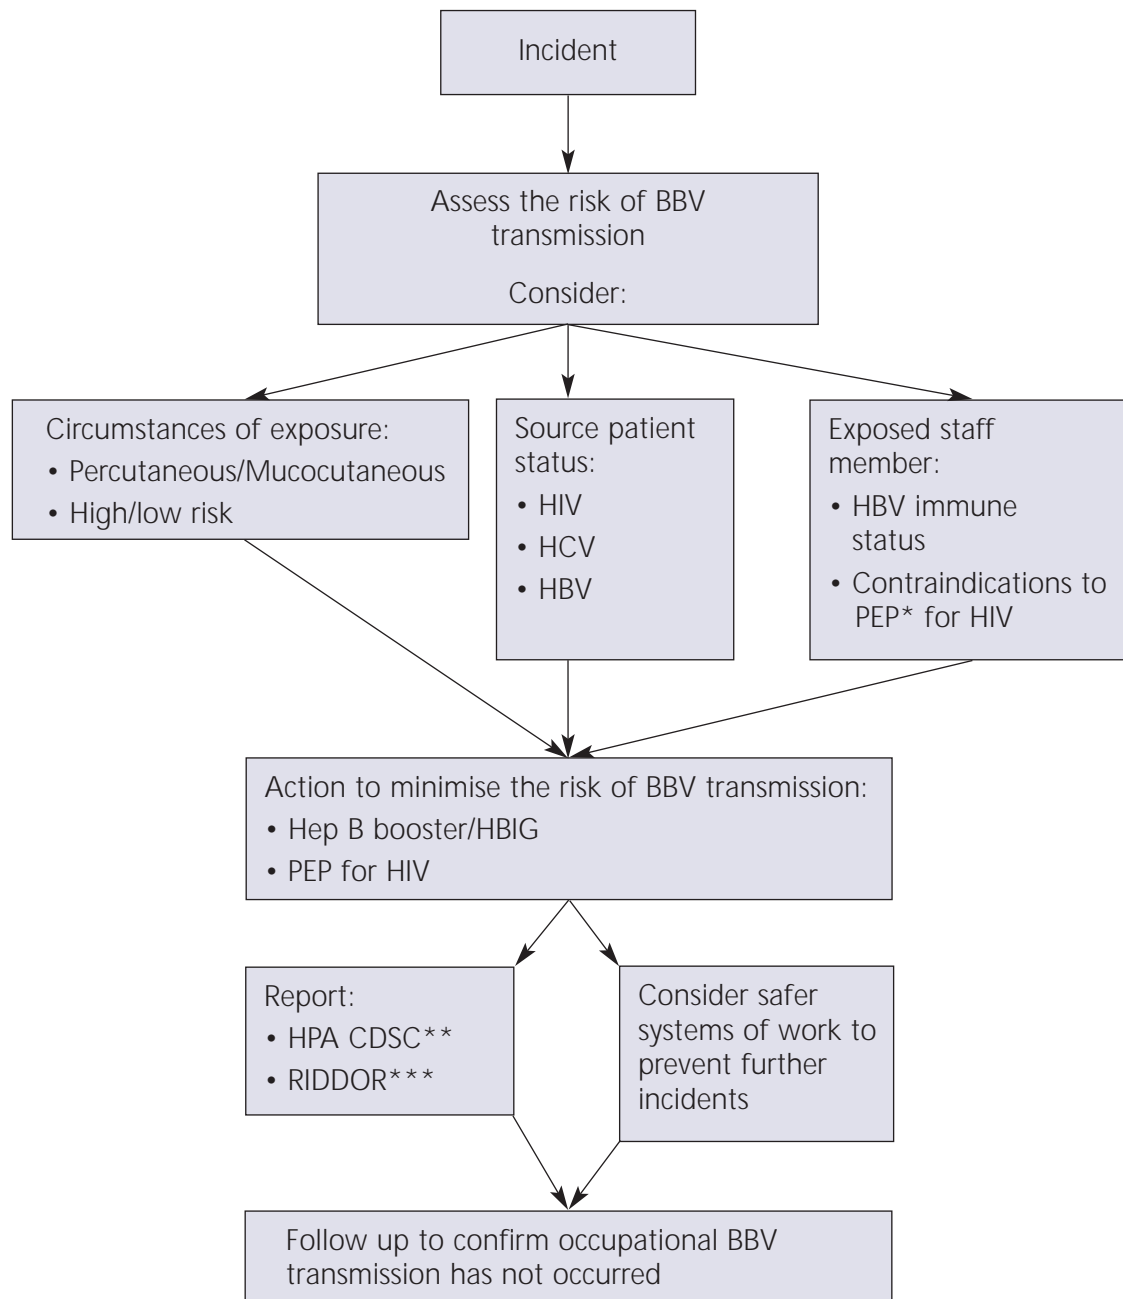 Incident
Assess the risk of BBV
transmission
Consider:
Circumstances of exposure:
• Percutaneous/Mucocutaneous
• High/low risk
Source patient
status:
• HIV
• HCV
• HBV
Exposed staff
member:
• HBV immune
status
• Contraindications to
PEP* for HIV
Action to minimise the risk of BBV transmission:
• Hep B booster/HBIG
• PEP for HIV
Report:
• HPA CDSC**
• RIDDOR***
Consider safer
systems of work to
prevent further
incidents
Follow up to confirm occupational BBV
transmission has not occurred